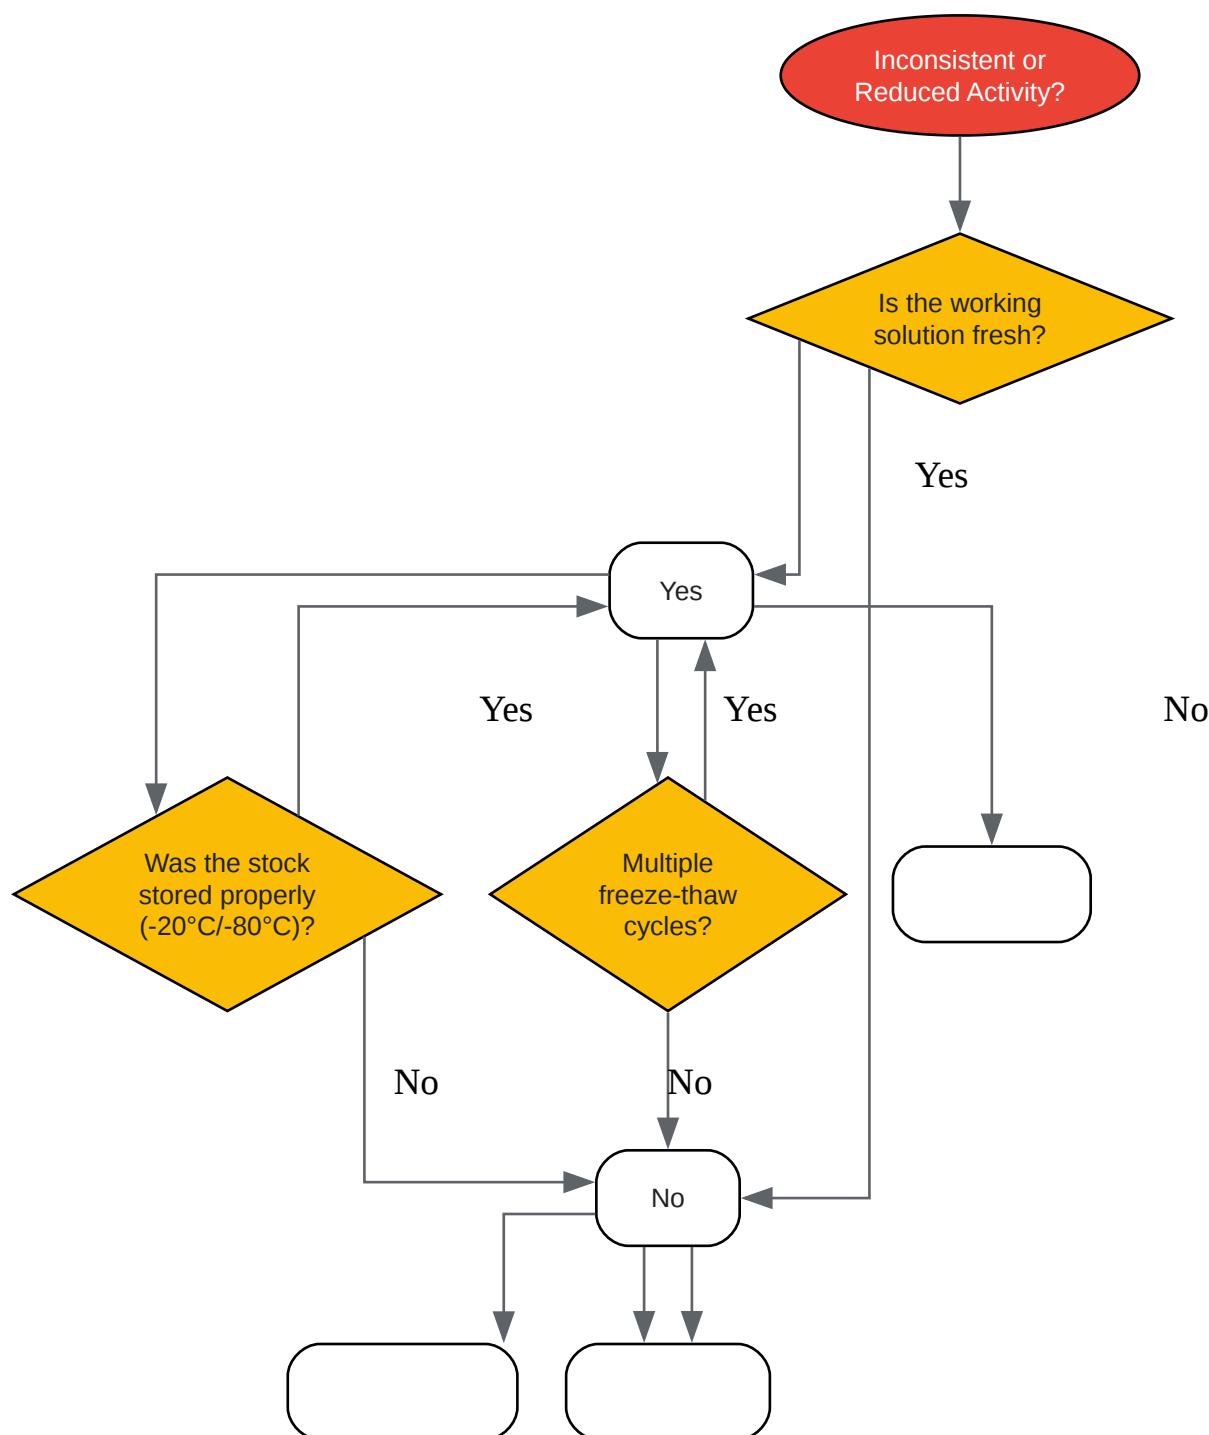 Inconsistent or
Reduced Activity?
Is the working
solution fresh?
Yes
Yes
Yes
Yes
No
Was the stock
stored properly
(-20°C/-80°C)?
Multiple
freeze-thaw
cycles?
No
No
No